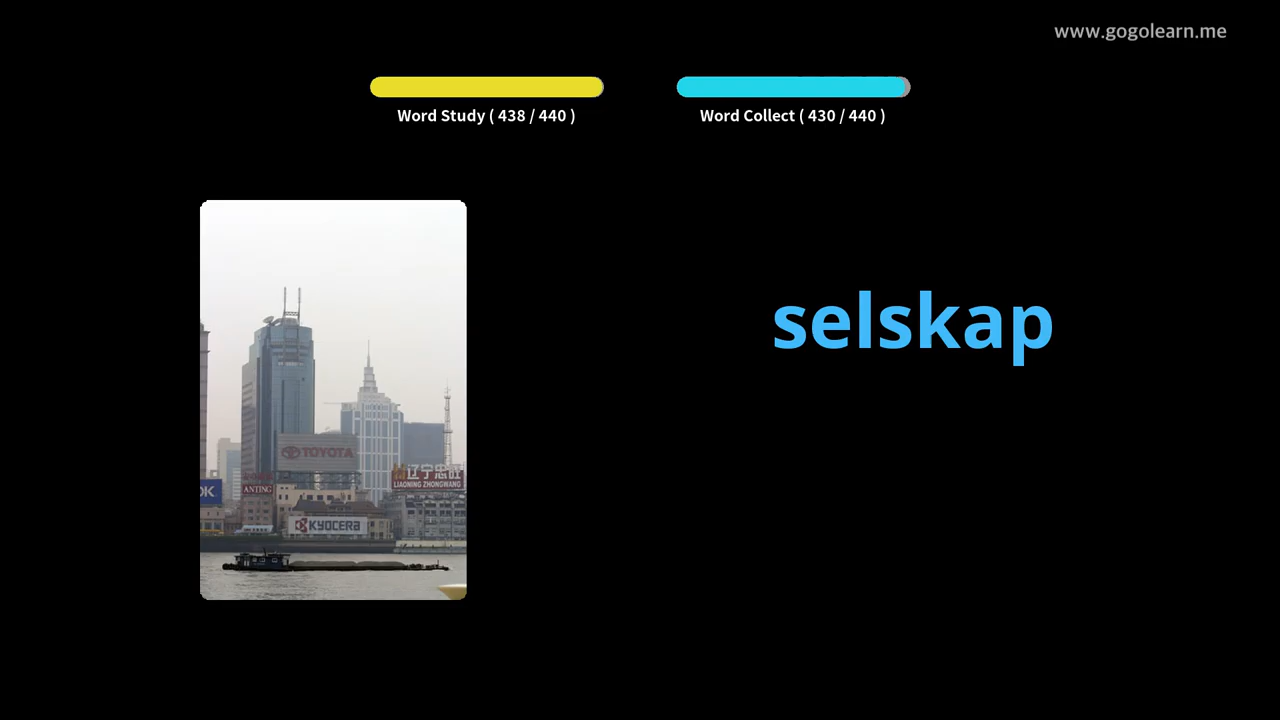 www.gogolearn.me
Word Study ( 438 / 440 )
Word Collect ( 430 / 440 )
selskap
TOYOTA
辽宁忠旺
LIAONING ZHONGWANG
ANTING
KYOCERA